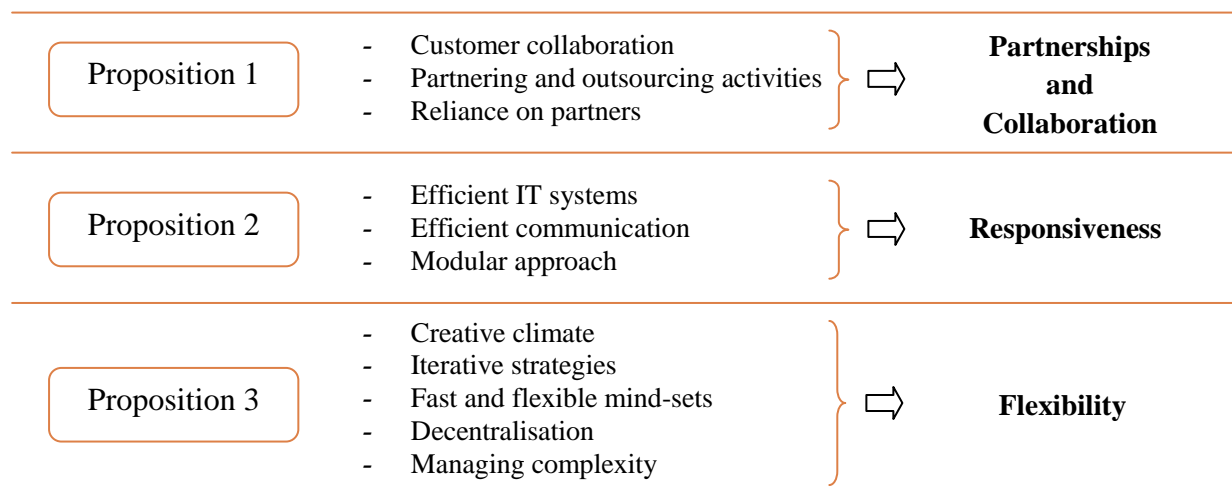 Proposition 1
- Customer collaboration
- Partnering and outsourcing activities
- Reliance on partners
Partnerships
and
Collaboration
Proposition 2
- Efficient IT systems
- Efficient communication
- Modular approach
Responsiveness
Proposition 3
- Creative climate
- Iterative strategies
- Fast and flexible mind-sets
- Decentralisation
- Managing complexity
Flexibility